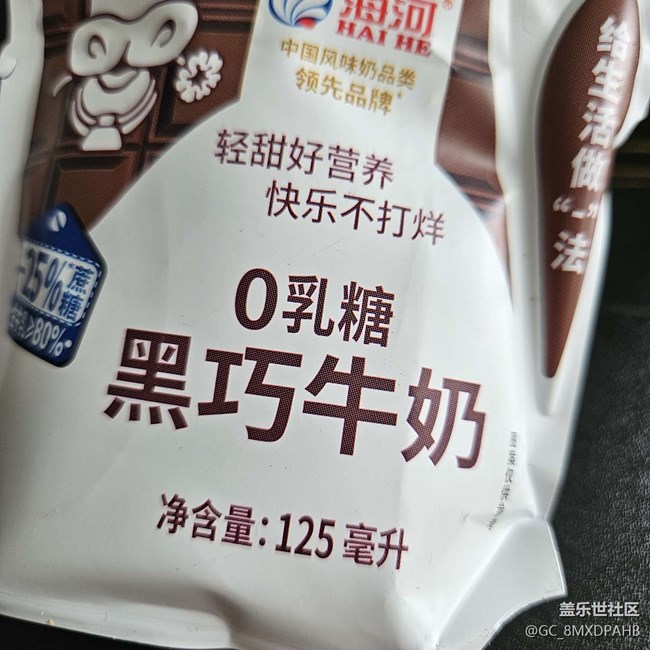 海河®
HAI HE
中国风味奶品类
领先品牌*
轻甜好营养
快乐不打烊
-25%*蔗
糖
>80%*
0乳糖
黑巧牛奶
净含量:125毫升
给生活做“-”法
盖乐世社区
@GC_8MXDPAHB